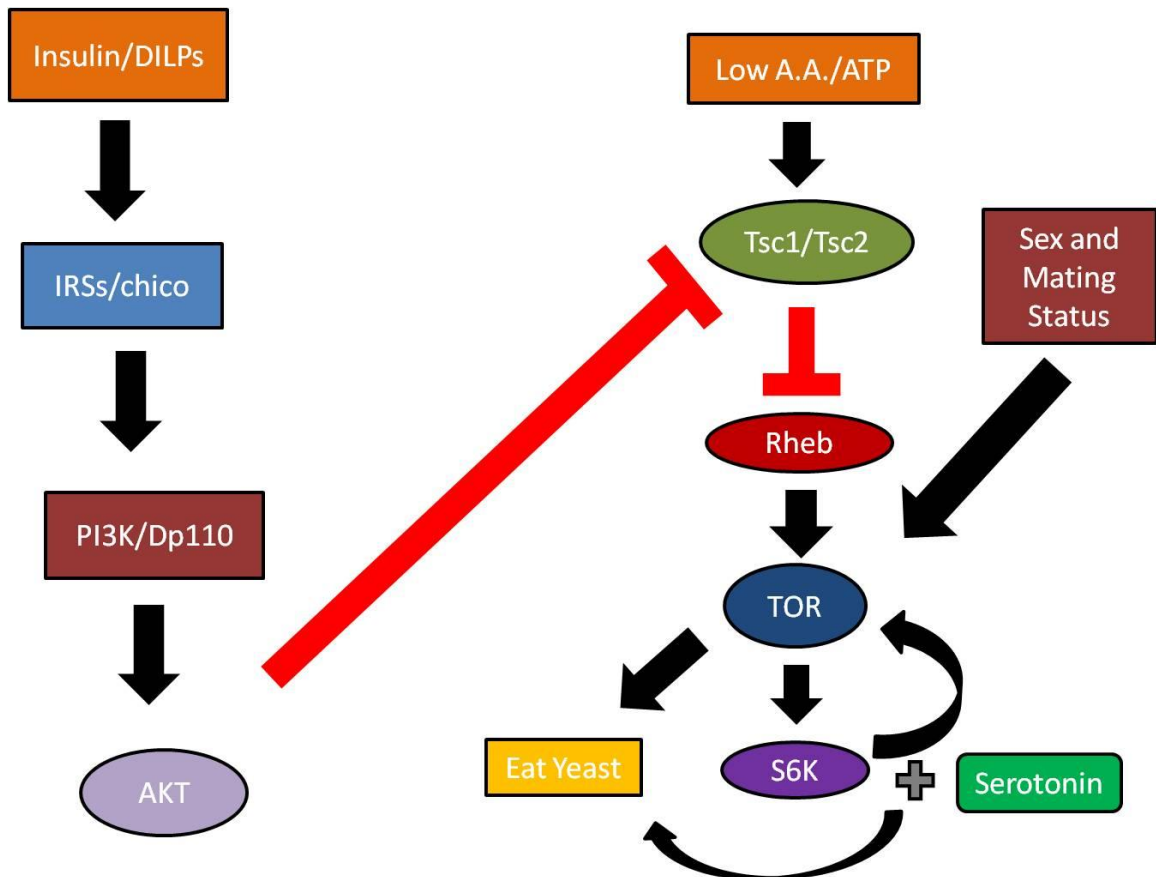 Insulin/DILPs
Low A.A./ATP
Tsc1/Tsc2
Sex and
Mating
Status
IRSs/chico
Rheb
PI3K/Dp110
TOR
Eat Yeast
S6K
Serotonin
AKT